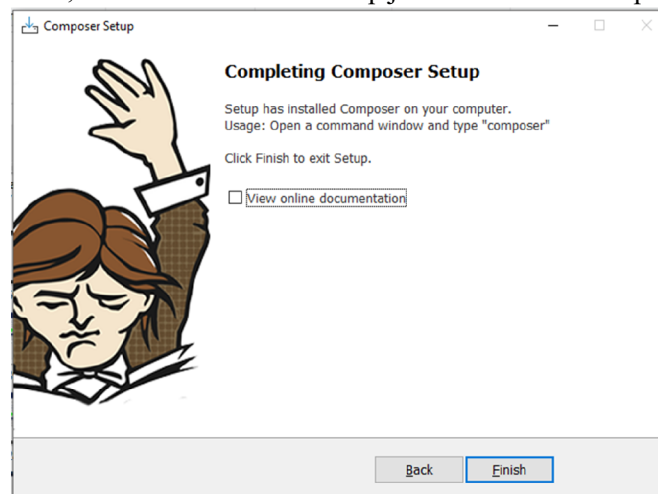 Composer Setup
Completing Composer Setup
Setup has installed Composer on your computer.
Usage: Open a command window and type "composer"
Click Finish to exit Setup.
View online documentation
Back
Finish